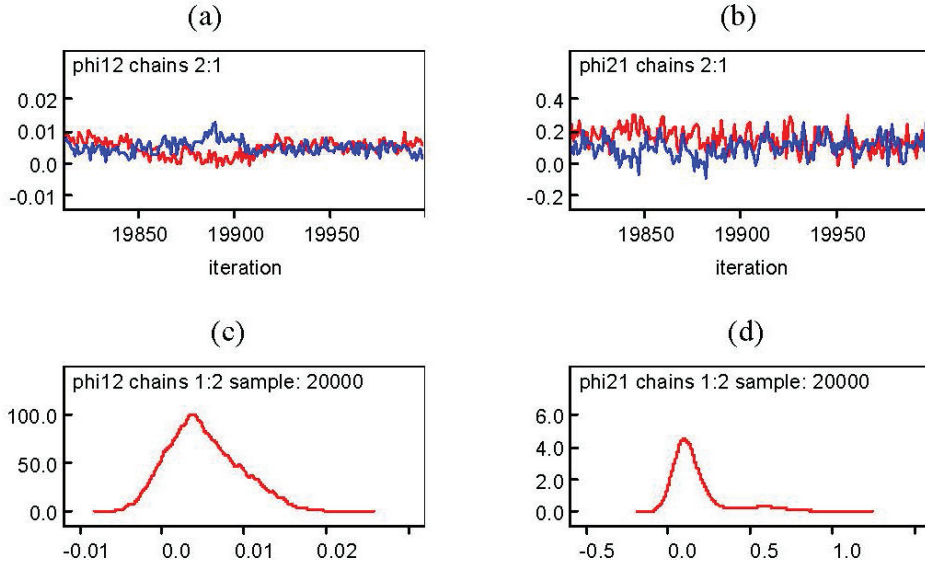 (a)
phi12 chains 2:1
0.02
0.01
0.0
-0.01
19850 19900 19950
iteration
(b)
phi21 chains 2:1
0.4
0.2
0.0
-0.2
19850 19900 19950
iteration
(c)
phi12 chains 1:2 sample: 20000
100.0
50.0
0.0
-0.01 0.0 0.01 0.02
(d)
phi21 chains 1:2 sample: 20000
6.0
4.0
2.0
0.0
-0.5 0.0 0.5 1.0